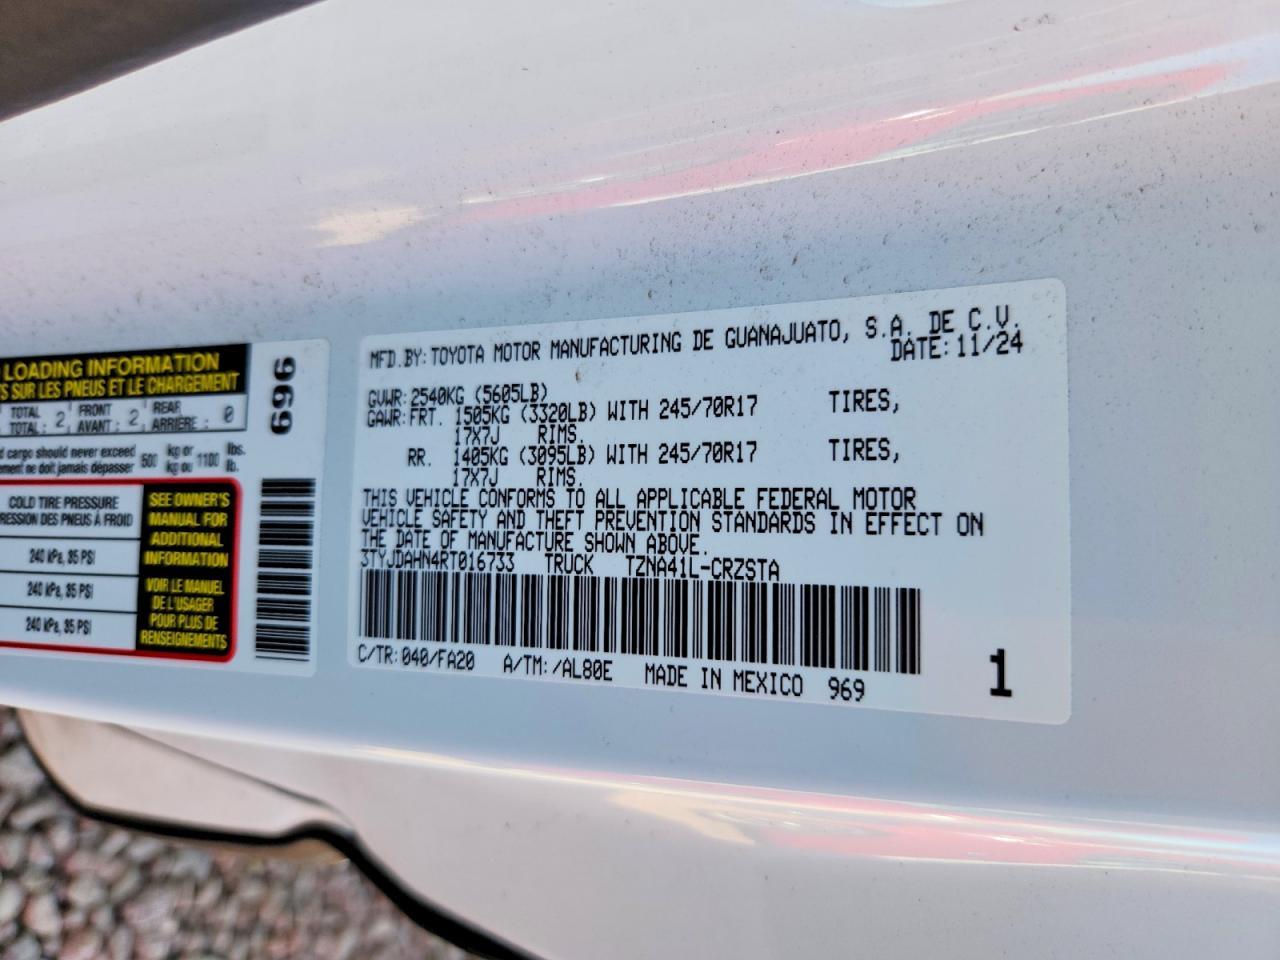 LOADING INFORMATION
SUR LES PNEUS ET LE CHARGEMENT
TOTAL FRONT REAR
TOTAL : 2 AVANT : 2 ARRIÈRE : 0
cargo should never exceed 500 kg or 1100 lbs.
ne doit jamais dépasser kg ou lb.
COLD TIRE PRESSURE
DES PNEUS À FROID
240 kPa, 35 PSI
240 kPa, 35 PSI
240 kPa, 35 PSI
SEE OWNER'S
MANUAL FOR
ADDITIONAL
INFORMATION
VOIR LE MANUEL
DE L'USAGER
POUR PLUS DE
RENSEIGNEMENTS
969
MFD.BY: TOYOTA MOTOR MANUFACTURING DE GUANAJUATO, S.A. DE C.V.
DATE: 11/24
GVWR: 2540KG (5605LB)
GAWR: FRT. 1505KG (3320LB) WITH 245/70R17 TIRES,
17X7J RIMS.
RR. 1405KG (3095LB) WITH 245/70R17 TIRES,
17X7J RIMS.
THIS VEHICLE CONFORMS TO ALL APPLICABLE FEDERAL MOTOR
VEHICLE SAFETY AND THEFT PREVENTION STANDARDS IN EFFECT ON
THE DATE OF MANUFACTURE SHOWN ABOVE.
3TYJDAHN4RT016733 TRUCK TZNA41L-CRZSTA
C/TR: 040/FA20 A/TM: /AL80E MADE IN MEXICO 969
1